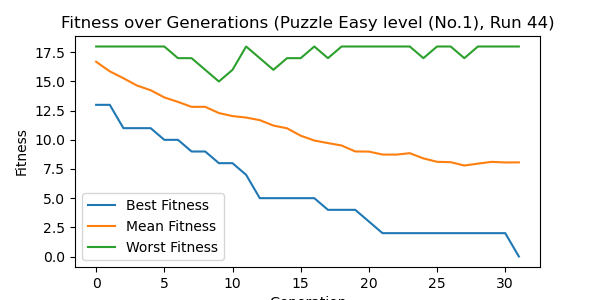 Fitness over Generations (Puzzle Easy level (No.1), Run 44)
17.5
15.0
12.5
10.0
7.5
5.0
2.5
0.0
Fitness
Best Fitness
Mean Fitness
Worst Fitness
0 5 10 15 20 25 30
Generation